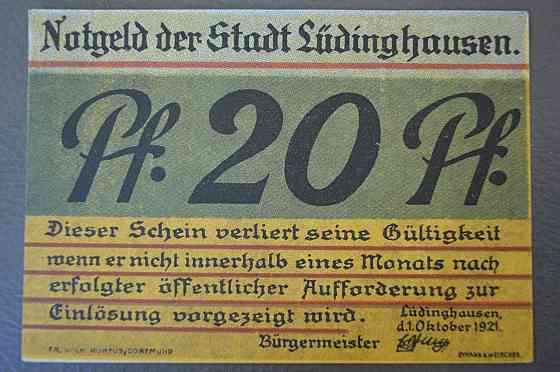 Notgeld der Stadt Lüdinghausen.
Pf. 20 Pf.
Dieser Schein verliert seine Gültigkeit
wenn er nicht innerhalb eines Monats nach
erfolgter öffentlicher Aufforderung zur
Einlösung vorgezeigt wird.
Lüdinghausen,
d.1.Oktober 1921.
Bürgermeister
DORTMUND